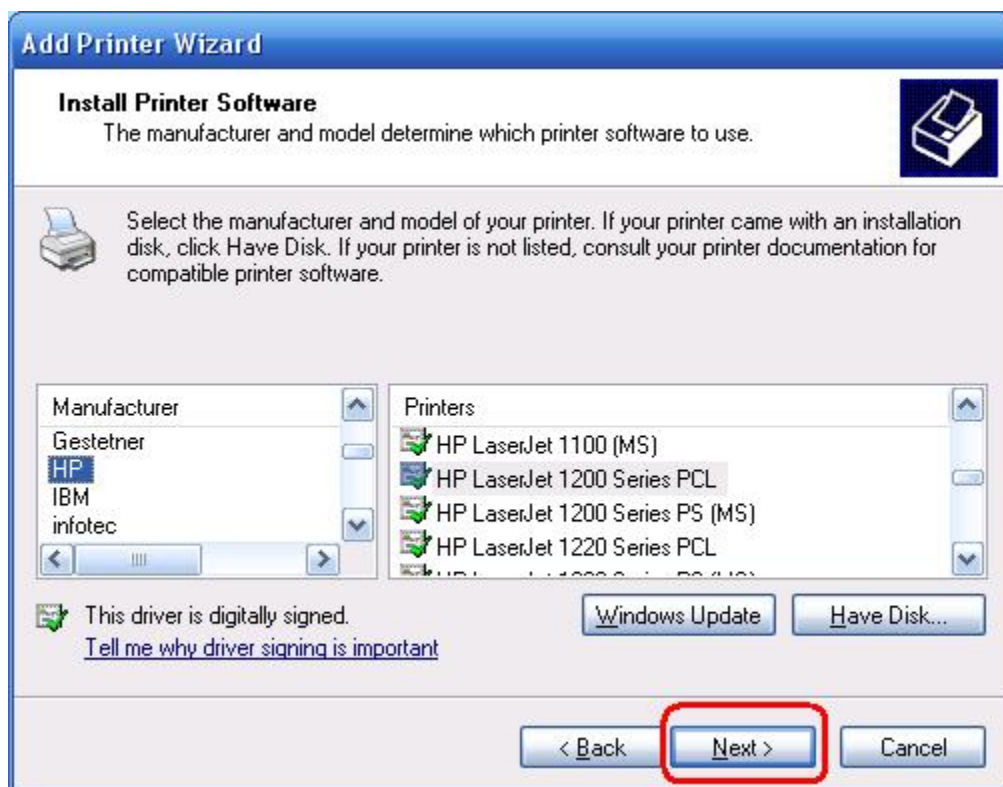 Add Printer Wizard
Install Printer Software
The manufacturer and model determine which printer software to use.
Select the manufacturer and model of your printer. If your printer came with an installation
disk, click Have Disk. If your printer is not listed, consult your printer documentation for
compatible printer software.
Manufacturer
Gestetner
HP
IBM
infotec
Printers
HP LaserJet 1100 (MS)
HP LaserJet 1200 Series PCL
HP LaserJet 1200 Series PS (MS)
HP LaserJet 1220 Series PCL
This driver is digitally signed.
Tell me why driver signing is important
Windows Update
Have Disk...
< Back
Next >
Cancel